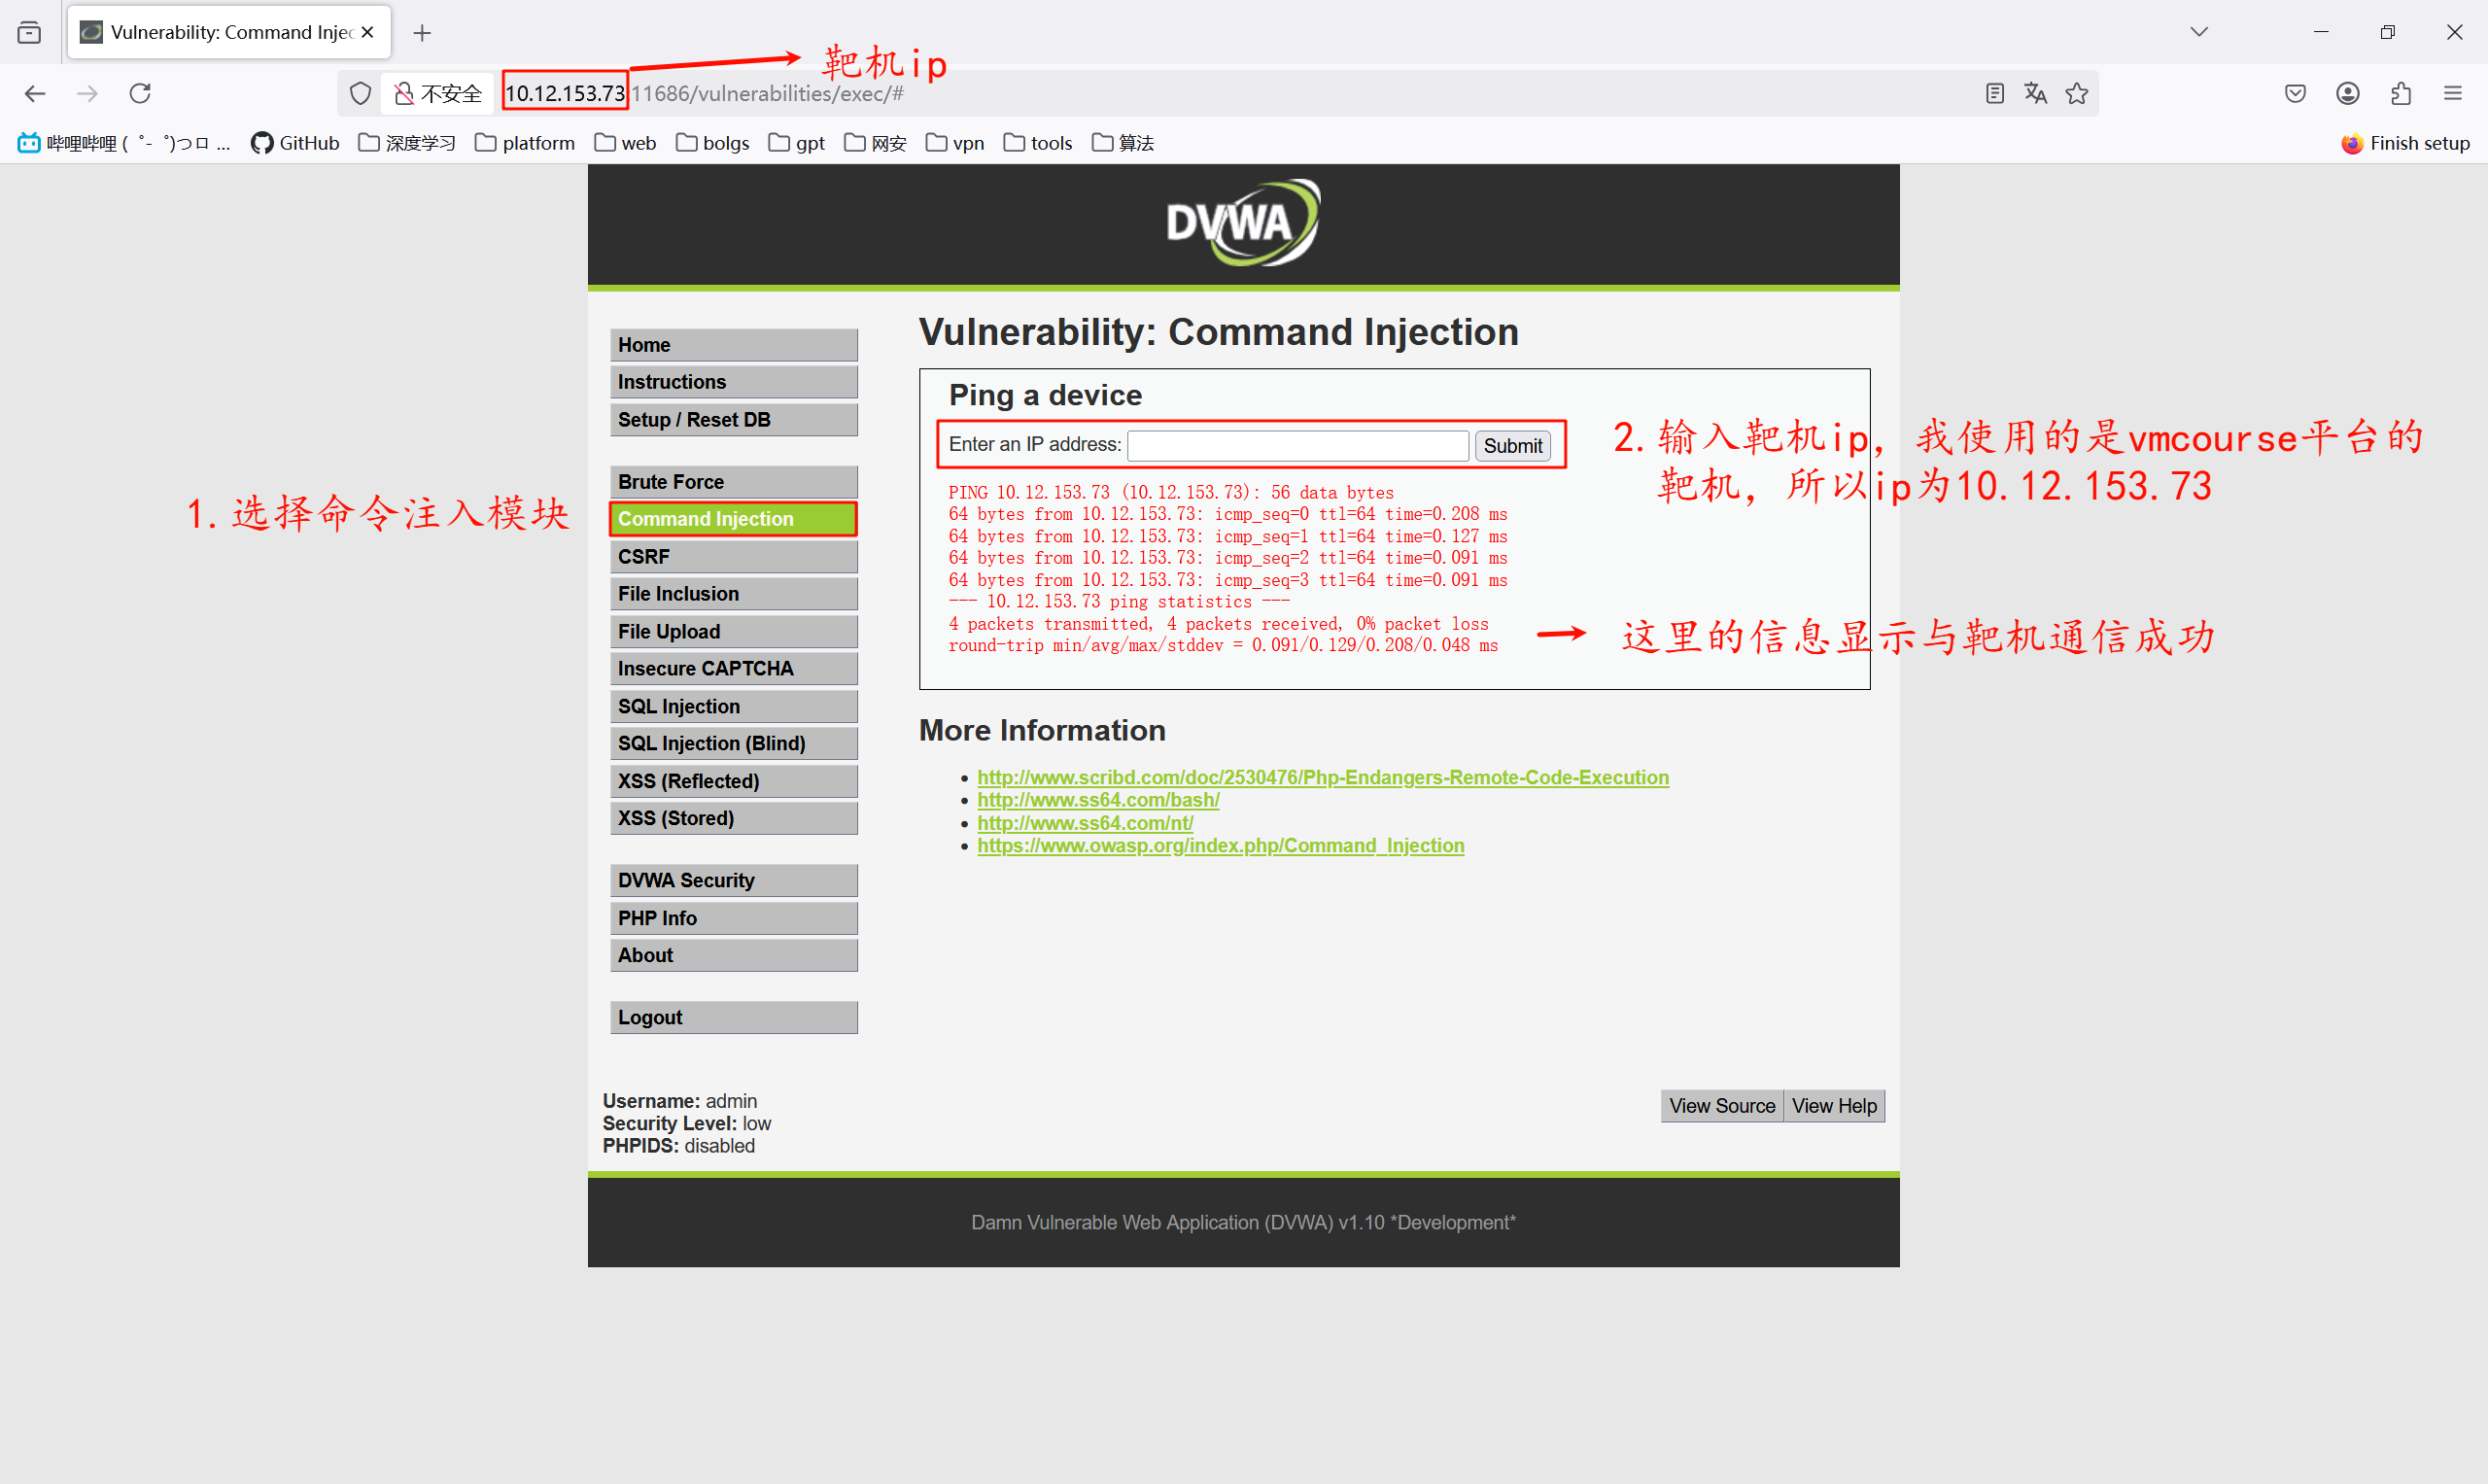 Vulnerability: Command Injec
靶机ip
不安全 10.12.153.73:11686/vulnerabilities/exec/#
哔哩哔哩 (゜-゜)つロ ... GitHub 深度学习 platform web bolgs gpt 网安 vpn tools 算法 Finish setup
DVWA
Vulnerability: Command Injection
Home
Instructions
Setup / Reset DB
Brute Force
Command Injection
CSRF
File Inclusion
File Upload
Insecure CAPTCHA
SQL Injection
SQL Injection (Blind)
XSS (Reflected)
XSS (Stored)
DVWA Security
PHP Info
About
Logout
1.选择命令注入模块
Ping a device
Enter an IP address: Submit
2.输入靶机ip，我使用的是vmcourse平台的
靶机，所以ip为10.12.153.73
PING 10.12.153.73 (10.12.153.73): 56 data bytes
64 bytes from 10.12.153.73: icmp_seq=0 ttl=64 time=0.208 ms
64 bytes from 10.12.153.73: icmp_seq=1 ttl=64 time=0.127 ms
64 bytes from 10.12.153.73: icmp_seq=2 ttl=64 time=0.091 ms
64 bytes from 10.12.153.73: icmp_seq=3 ttl=64 time=0.091 ms
--- 10.12.153.73 ping statistics ---
4 packets transmitted, 4 packets received, 0% packet loss
round-trip min/avg/max/stddev = 0.091/0.129/0.208/0.048 ms
这里的信息显示与靶机通信成功
More Information
http://www.scribd.com/doc/2530476/Php-Endangers-Remote-Code-Execution
http://www.ss64.com/bash/
http://www.ss64.com/nt/
https://www.owasp.org/index.php/Command_Injection
Username: admin
Security Level: low
PHPIDS: disabled
View Source View Help
Damn Vulnerable Web Application (DVWA) v1.10 *Development*